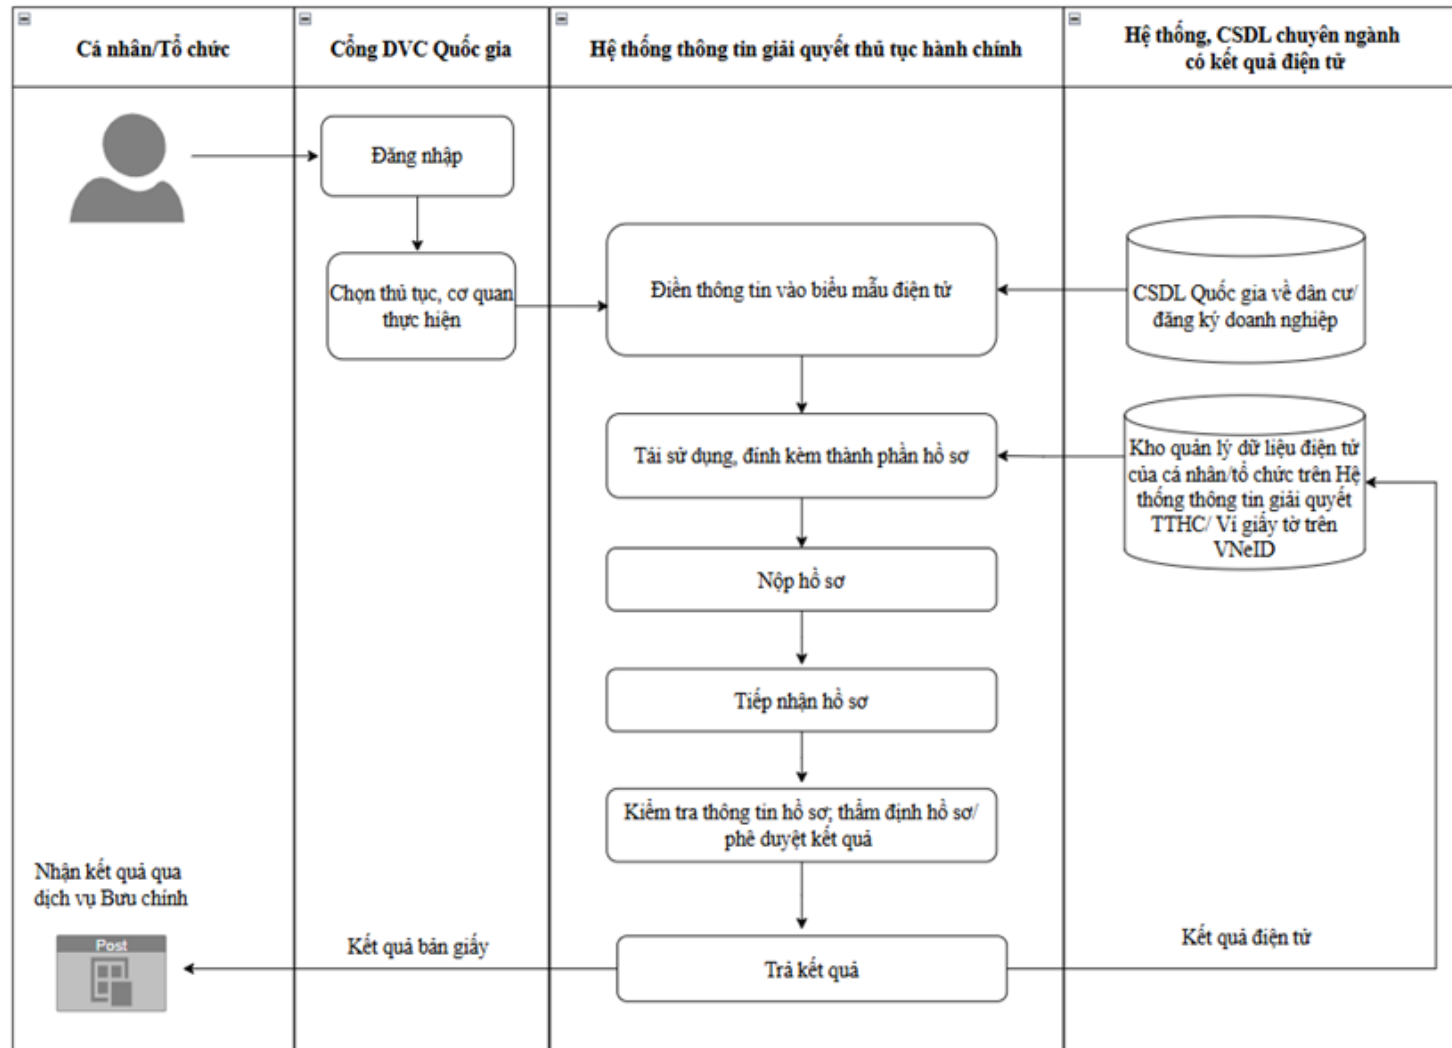 Cá nhân/Tổ chức
Cổng DVC Quốc gia
Hệ thống thông tin giải quyết thủ tục hành chính
Hệ thống, CSDL chuyên ngành
có kết quả điện tử
Đăng nhập
Chọn thủ tục, cơ quan
thực hiện
Điền thông tin vào biểu mẫu điện tử
CSDL Quốc gia về dân cư/
đăng ký doanh nghiệp
Tái sử dụng, đính kèm thành phần hồ sơ
Kho quản lý dữ liệu điện tử
của cá nhân/tổ chức trên Hệ
thống thông tin giải quyết
TTHC/ Ví giấy tờ trên
VNeID
Nộp hồ sơ
Tiếp nhận hồ sơ
Kiểm tra thông tin hồ sơ; thẩm định hồ sơ/
phê duyệt kết quả
Nhận kết quả qua
dịch vụ Bưu chính
Post
Kết quả bản giấy
Trả kết quả
Kết quả điện tử